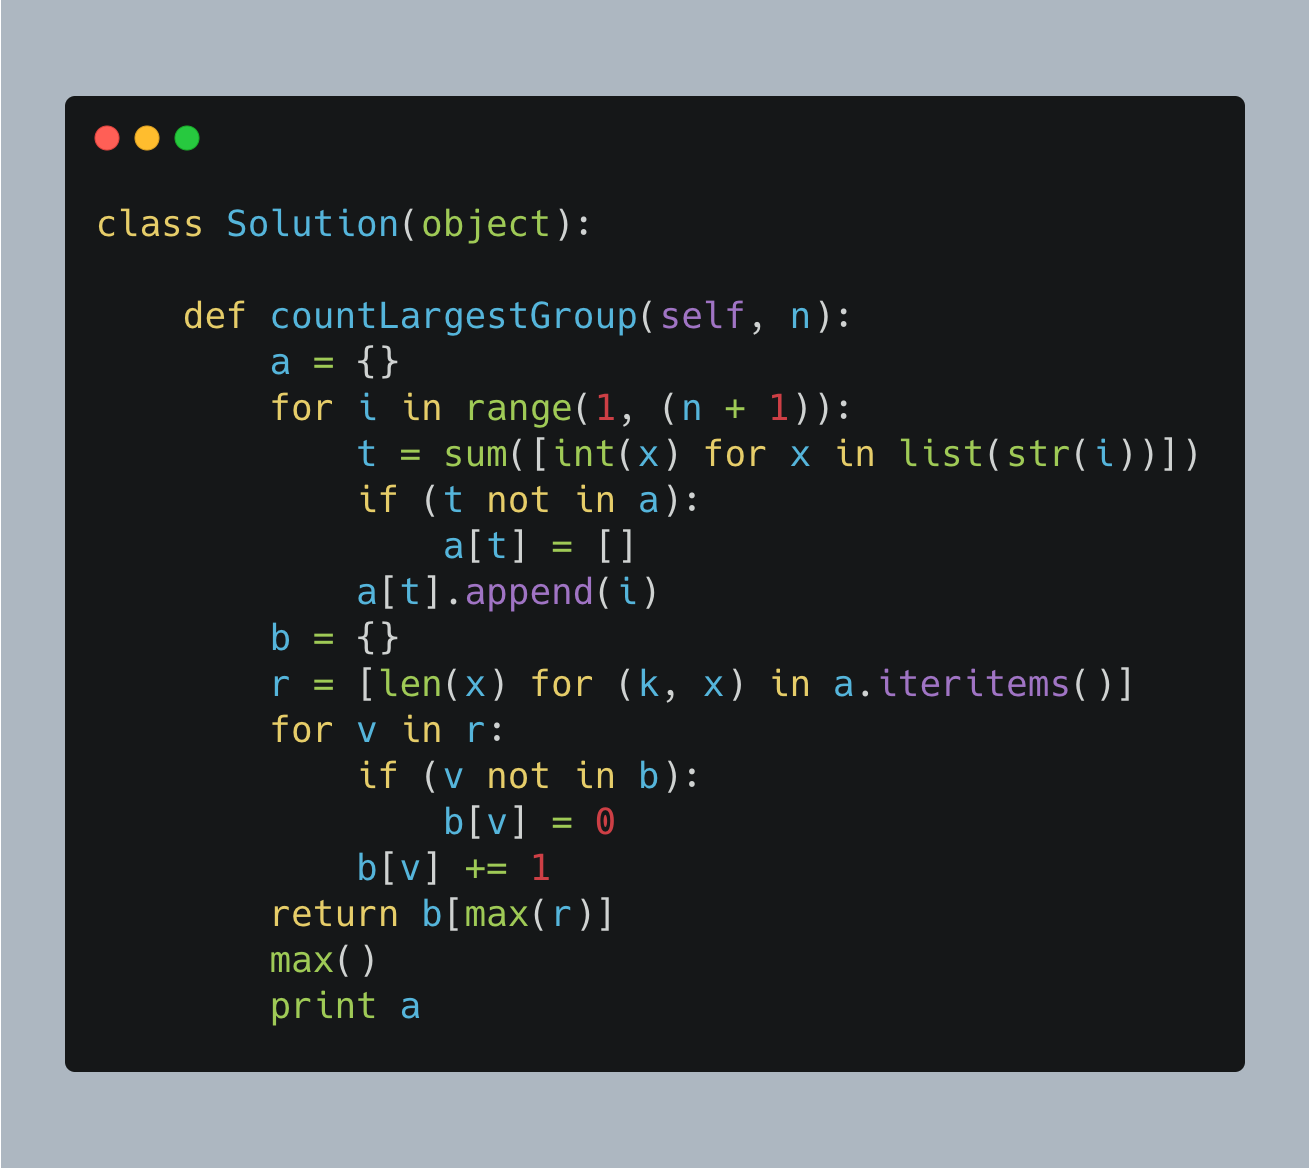 class Solution(object):

    def countLargestGroup(self, n):
        a = {}
        for i in range(1, (n + 1)):
            t = sum([int(x) for x in list(str(i))])
            if (t not in a):
                a[t] = []
            a[t].append(i)
        b = {}
        r = [len(x) for (k, x) in a.iteritems()]
        for v in r:
            if (v not in b):
                b[v] = 0
            b[v] += 1
        return b[max(r)]
        max()
        print a